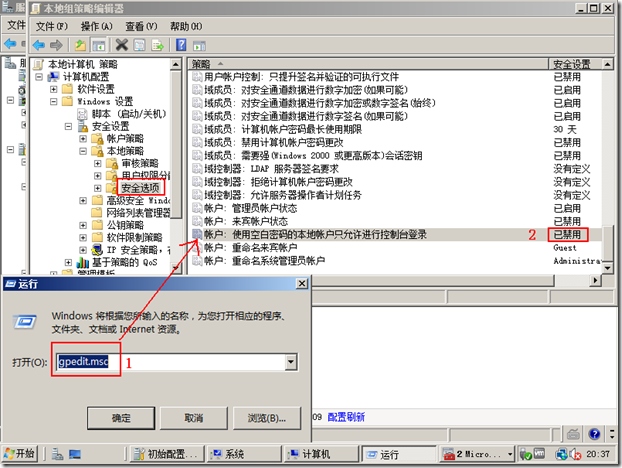 服
文件
本地组策略编辑器
文件(F) 操作(A) 查看(V) 帮助(H)
本地计算机 策略
计算机配置
软件设置
Windows 设置
脚本 (启动/关机)
安全设置
帐户策略
本地策略
审核策略
用户权限分
安全选项
高级安全 Wind
网络列表管理器
公钥策略
软件限制策略
IP 安全策略，
基于策略的 QoS
管理模板
策略 安全设置
用户帐户控制: 只提升签名并验证的可执行文件 已禁用
域成员: 对安全通道数据进行数字加密(如果可能) 已启用
域成员: 对安全通道数据进行数字加密或数字签名(始终) 已启用
域成员: 对安全通道数据进行数字签名(如果可能) 已启用
域成员: 计算机帐户密码最长使用期限 30 天
域成员: 禁用计算机帐户密码更改 已禁用
域成员: 需要强(Windows 2000 或更高版本)会话密钥 已禁用
域控制器: LDAP 服务器签名要求 没有定义
域控制器: 拒绝计算机帐户密码更改 没有定义
域控制器: 允许服务器操作者计划任务 没有定义
帐户: 管理员帐户状态 已启用
帐户: 来宾帐户状态 已禁用
帐户: 使用空白密码的本地帐户只允许进行控制台登录 2 已禁用
帐户: 重命名来宾帐户 Guest
帐户: 重命名系统管理员帐户 Administra
运行
Windows 将根据您所输入的名称，为您打开相应的程序、
文件夹、文档或 Internet 资源。
打开(O): gpedit.msc 1
确定 取消 浏览(B)...
09 配置刷新
开始 初始配置... 系统 计算机 运行 2 Micro... 20:37